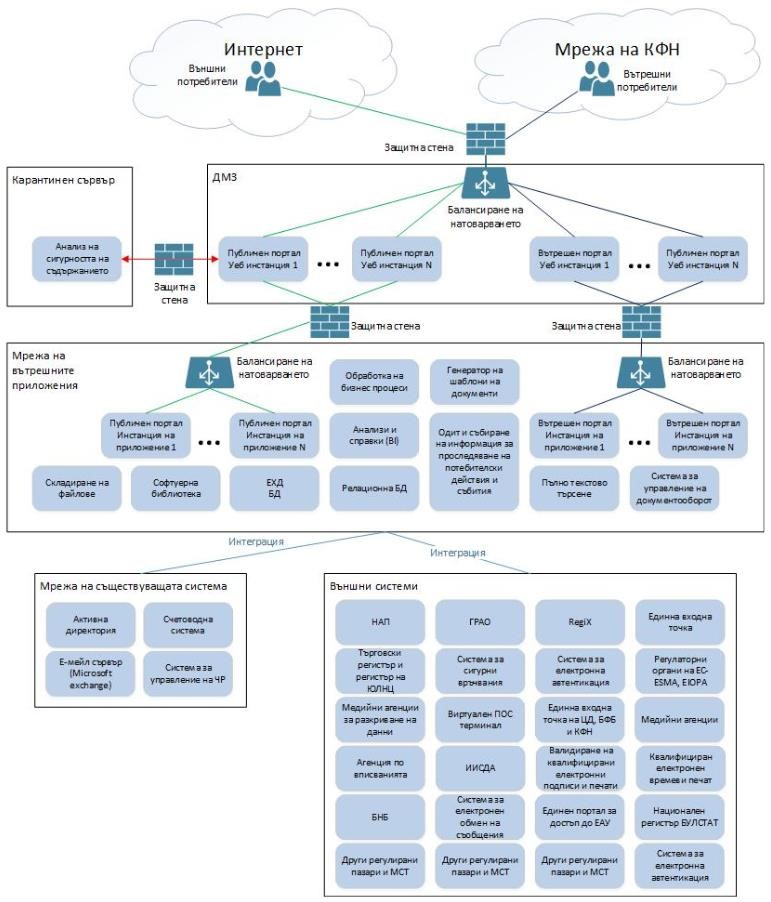 Интернет
Външни
потребители
Мрежа на КФН
Вътрешни
потребители
Защитна стена
Карантинен сървър
ДМЗ
Балансиране на
натоварването
Анализ на
сигурността на
съдържанието
Защитна
стена
Публичен портал
Уеб инстанция 1
...
Публичен портал
Уеб инстанция N
Вътрешен портал
Уеб инстанция 1
...
Публичен портал
Уеб инстанция N
Защитна стена
Защитна стена
Мрежа на
вътрешните
приложения
Балансиране на
натоварването
Обработка на
бизнес процеси
Генератор на
шаблони на
документи
Балансиране на
натоварването
Публичен портал
Инстанция на
приложение 1
...
Публичен портал
Инстанция на
приложение N
Анализи и
справки (BI)
Одит и събиране
на информация за
проследяване на
потебителски
действия и
събития
Вътрешен портал
Инстанция на
приложение 1
...
Вътрешен портал
Инстанция на
приложение N
Складиране на
файлове
Софтуерна
библиотека
ЕХД
БД
Релационна БД
Пълно текстово
търсене
Система за
управление на
документооборот
Интеграция
Интеграция
Мрежа на съществуващата система
Активна
директория
Счетоводна
система
Е-мейл сървър
(Microsoft
exchange)
Система за
управление на ЧР
Външни системи
НАП
ГРАО
RegiX
Единна входна
точка
Търговски
регистър и
регистър на
ЮЛНЦ
Система за
сигурни
връчвания
Система за
електронна
автентикация
Регулаторни
органи на ЕС-
ESMA, EIOPA
Медийни агенции
за разкриване на
данни
Виртуален ПОС
терминал
Единна входна
точка на ЦД, БФБ
и КФН
Медийни агенции
Агенция по
вписванията
ИИСДА
Валидиране на
квалифицирани
електронни
подписи и печати
Квалифициран
електронен
времеви печат
БНБ
Система за
електронен
обмен на
съобщения
Единен портал за
достъп до ЕАУ
Национален
регистър БУЛСТАТ
Други регулирани
пазари и МСТ
Други регулирани
пазари и МСТ
Други регулирани
пазари и МСТ
Система за
електронна
автентикация